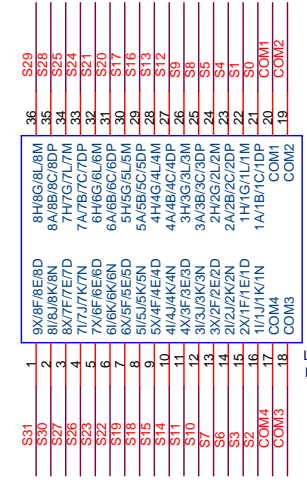 S31 1 9X/8F/8E/8D 8H/8G/8L/8M 36 S29
S30 2 8I/8J/8K/8N 8A/8B/8C/8DP 35 S28
S27 3 8X/7F/7E/7D 7H/7G/7L/7M 34 S25
S26 4 7I/7J/7K/7N 7A/7B/7C/7DP 33 S24
S23 5 7X/6F/6E/6D 6H/6G/6L/6M 32 S21
S22 6 6I/6K/6K/6N 6A/6B/6C/6DP 31 S20
S19 7 6X/5F/5E/5D 5H/5G/5L/5M 30 S17
S18 8 5I/5J/5K/5N 5A/5B/5C/5DP 29 S16
S15 9 5X/4F/4E/4D 4H/4G/4L/4M 28 S13
S14 10 4I/4J/4K/4N 4A/4B/4C/4DP 27 S12
S11 11 4X/3F/3E/3D 3H/3G/3L/3M 26 S9
S10 12 3I/3J/3K/3N 3A/3B/3C/3DP 25 S8
S7 13 3X/2F/2E/2D 2H/2G/2L/2M 24 S5
S6 14 2I/2J/2K/2N 2A/2B/2C/2DP 23 S4
S3 15 2X/1F/1E/1D 1H/1G/1L/1M 22 S1
S2 16 1I/1J/1K/1N 1A/1B/1C/1DP 21 S0
COM4 17 COM4 COM1 20 COM1
COM3 18 COM3 COM2 19 COM2